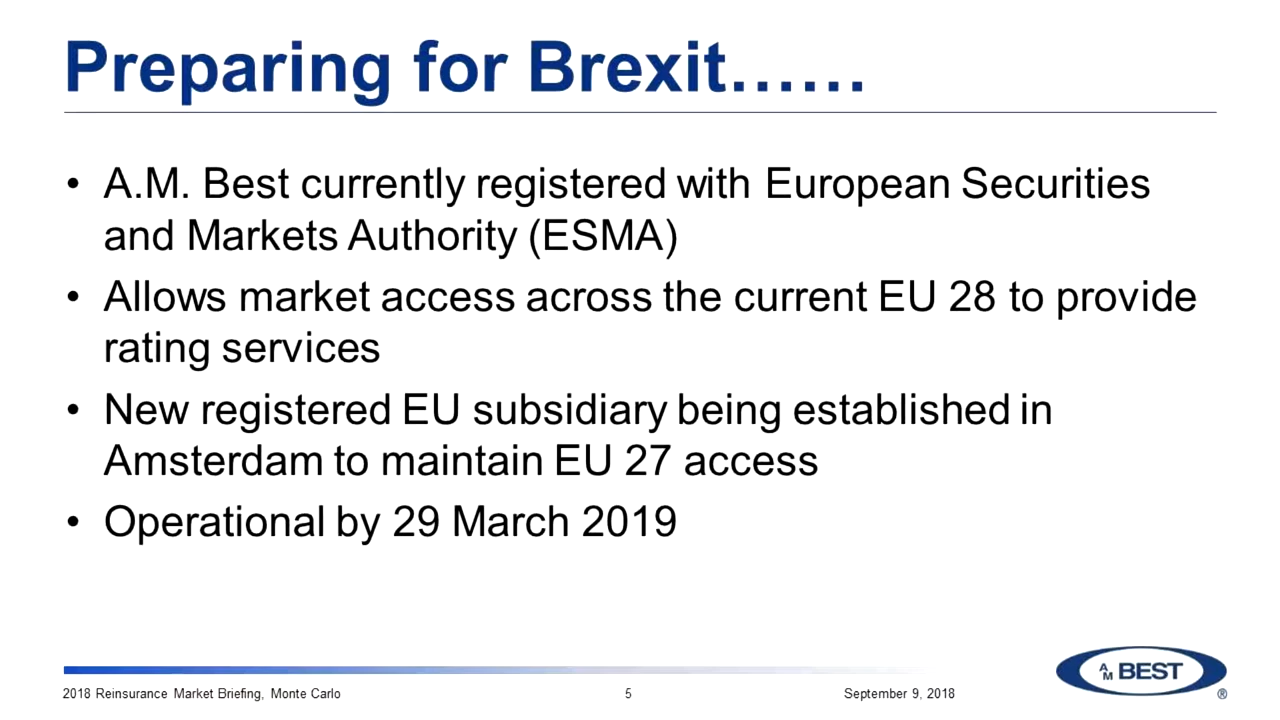 Preparing for Brexit……
• A.M. Best currently registered with European Securities
and Markets Authority (ESMA)
• Allows market access across the current EU 28 to provide
rating services
• New registered EU subsidiary being established in
Amsterdam to maintain EU 27 access
• Operational by 29 March 2019
AM BEST ®
2018 Reinsurance Market Briefing, Monte Carlo
5
September 9, 2018